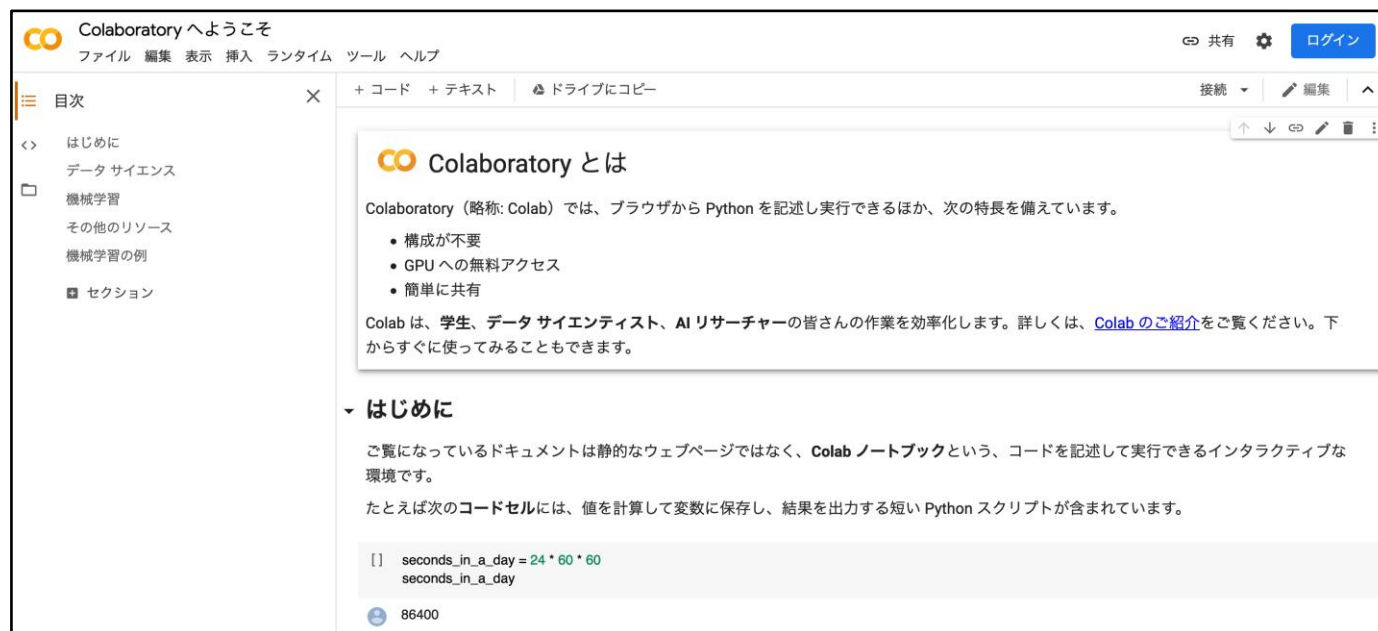 Colaboratory へようこそ
ファイル 編集 表示 挿入 ランタイム ツール ヘルプ
共有
ログイン
目次
はじめに
データ サイエンス
機械学習
その他のリソース
機械学習の例
セクション
+ コード + テキスト ドライブにコピー
接続 編集
Colaboratory とは
Colaboratory（略称: Colab）では、ブラウザから Python を記述し実行できるほか、次の特長を備えています。
• 構成が不要
• GPU への無料アクセス
• 簡単に共有
Colab は、学生、データ サイエンティスト、AI リサーチャーの皆さんの作業を効率化します。詳しくは、Colab のご紹介をご覧ください。下
からすぐに使ってみることもできます。
はじめに
ご覧になっているドキュメントは静的なウェブページではなく、Colab ノートブックという、コードを記述して実行できるインタラクティブな
環境です。
たとえば次のコードセルには、値を計算して変数に保存し、結果を出力する短い Python スクリプトが含まれています。
[ ] seconds_in_a_day = 24 * 60 * 60
seconds_in_a_day
86400